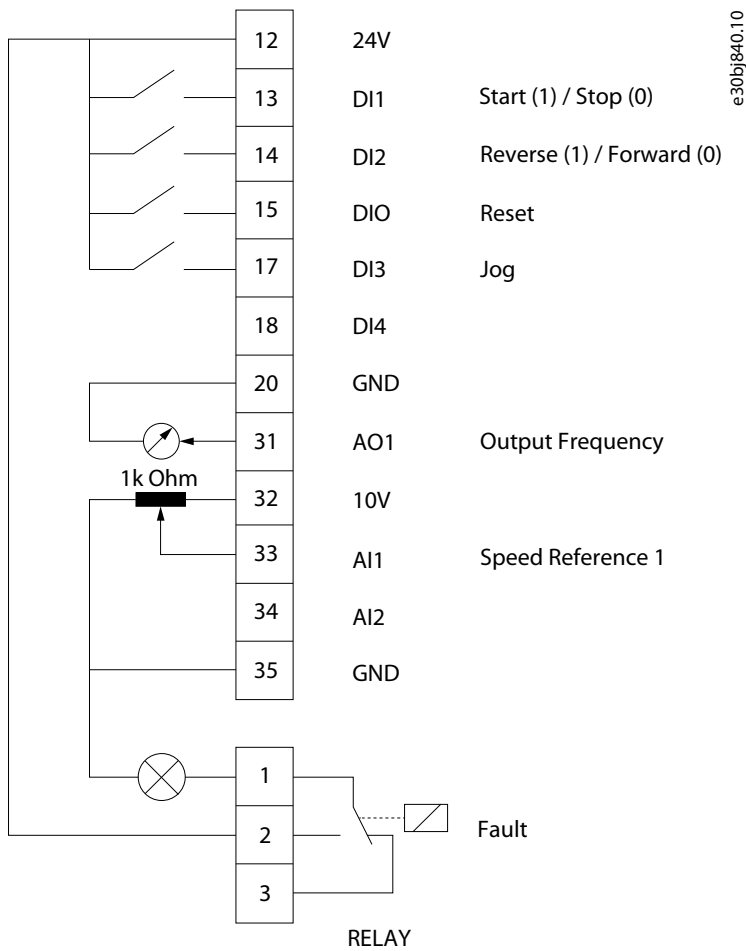 e30bj840.10
12 24V
13 DI1 Start (1) / Stop (0)
14 DI2 Reverse (1) / Forward (0)
15 DIO Reset
17 DI3 Jog
18 DI4
20 GND
31 AO1 Output Frequency
1k Ohm
32 10V
33 AI1 Speed Reference 1
34 AI2
35 GND
1
2 Fault
3
RELAY